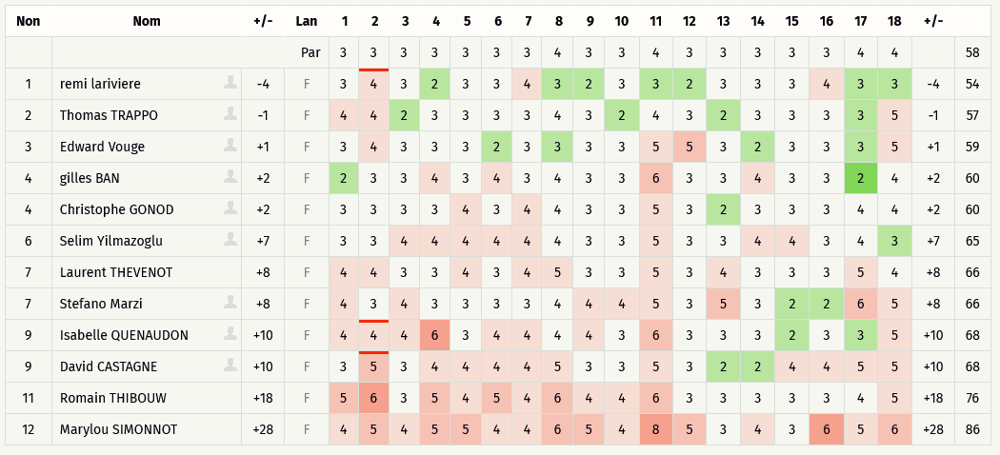 Non Nom +/- Lan 1 2 3 4 5 6 7 8 9 10 11 12 13 14 15 16 17 18 +/-
Par 3 3 3 3 3 3 3 4 3 3 4 3 3 3 3 3 4 4 58
1 remi lariviere -4 F 3 4 3 2 3 3 4 3 2 3 3 2 3 3 3 4 3 3 -4 54
2 Thomas TRAPPO -1 F 4 4 2 3 3 3 3 4 3 2 4 3 2 3 3 3 3 5 -1 57
3 Edward Vouge +1 F 3 4 3 3 3 2 3 3 3 3 5 5 3 2 3 3 3 5 +1 59
4 gilles BAN +2 F 2 3 3 4 3 4 3 4 3 3 6 3 3 4 3 3 2 4 +2 60
4 Christophe GONOD +2 F 3 3 3 3 4 3 4 4 3 3 5 3 2 3 3 3 4 4 +2 60
6 Selim Yilmazoglu +7 F 3 3 4 4 4 4 4 4 3 3 5 3 3 4 4 3 4 3 +7 65
7 Laurent THEVENOT +8 F 4 4 3 3 4 3 4 5 3 3 5 3 4 3 3 3 5 4 +8 66
7 Stefano Marzi +8 F 4 3 4 3 3 3 3 4 4 4 5 3 5 3 2 2 6 5 +8 66
9 Isabelle QUENAUDON +10 F 4 4 4 6 3 4 4 4 4 3 6 3 3 3 2 3 3 5 +10 68
9 David CASTAGNE +10 F 3 5 3 4 4 4 4 5 3 3 5 3 2 2 4 4 5 5 +10 68
11 Romain THIBOUW +18 F 5 6 3 5 4 5 4 6 4 4 6 3 3 3 3 3 4 5 +18 76
12 Marylou SIMONNOT +28 F 4 5 4 5 5 4 4 6 5 4 8 5 3 4 3 6 5 6 +28 86